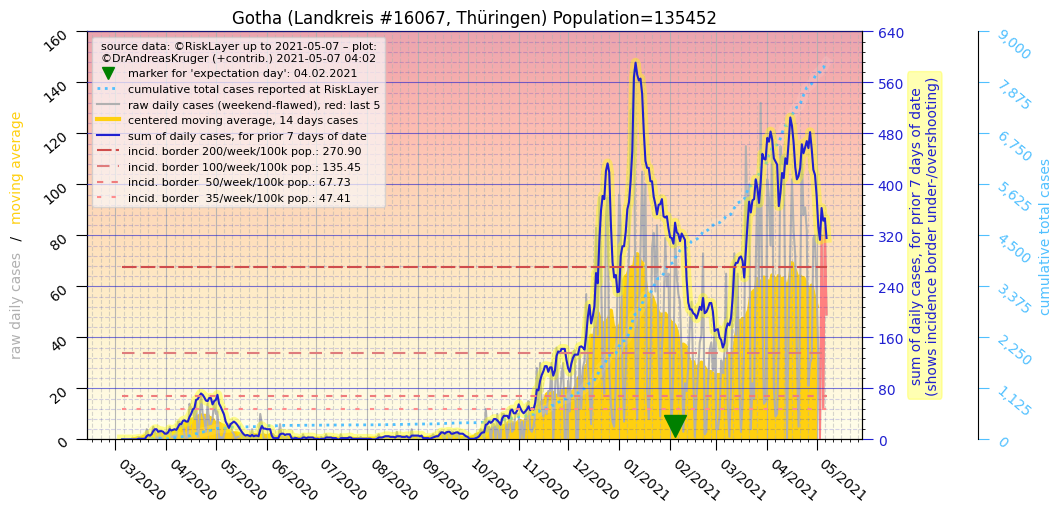 Gotha (Landkreis #16067, Thüringen) Population=135452
source data: ©RiskLayer up to 2021-05-07 – plot:
©DrAndreasKruger (+contrib.) 2021-05-07 04:02
marker for 'expectation day': 04.02.2021
cumulative total cases reported at RiskLayer
raw daily cases (weekend-flawed), red: last 5
centered moving average, 14 days cases
sum of daily cases, for prior 7 days of date
incid. border 200/week/100k pop.: 270.90
incid. border 100/week/100k pop.: 135.45
incid. border  50/week/100k pop.: 67.73
incid. border  35/week/100k pop.: 47.41
raw daily cases / moving average
160
140
120
100
80
60
40
20
0
03/2020
04/2020
05/2020
06/2020
07/2020
08/2020
09/2020
10/2020
11/2020
12/2020
01/2021
02/2021
03/2021
04/2021
05/2021
640
560
480
400
320
240
160
80
0
sum of daily cases, for prior 7 days of date
(shows incidence border under-/overshooting)
9,000
7,875
6,750
5,625
4,500
3,375
2,250
1,125
0
cumulative total cases